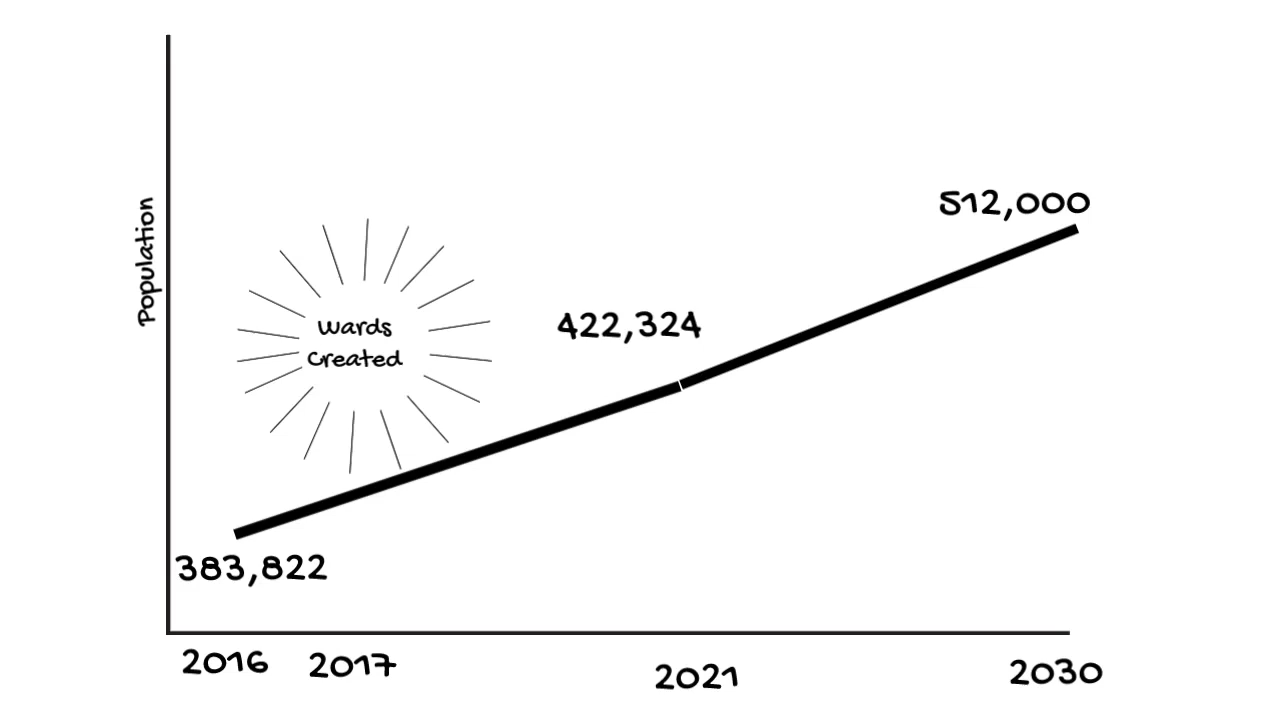 Population
512,000
422,324
Wards
Created
383,822
2016 2017 2021 2030